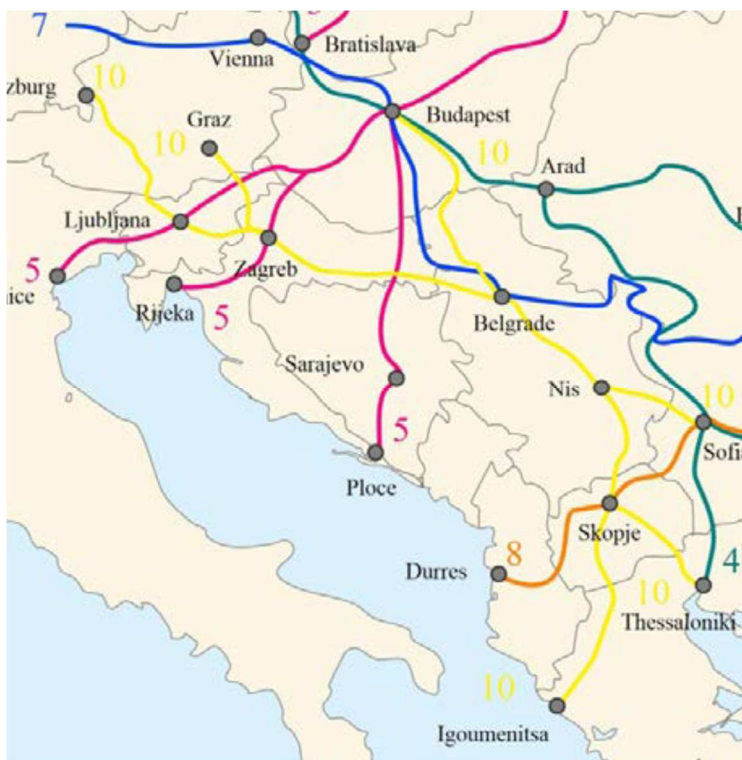 7
5
Vienna
Bratislava
zburg
10
Graz
10
Budapest
10
Arad
Ljubljana
5
ice
Zagreb
Rijeka
5
Belgrade
Sarajevo
Nis
10
5
Sofi
Ploce
Skopje
8
Durres
4
10
Thessaloniki
10
Igoumenitsa